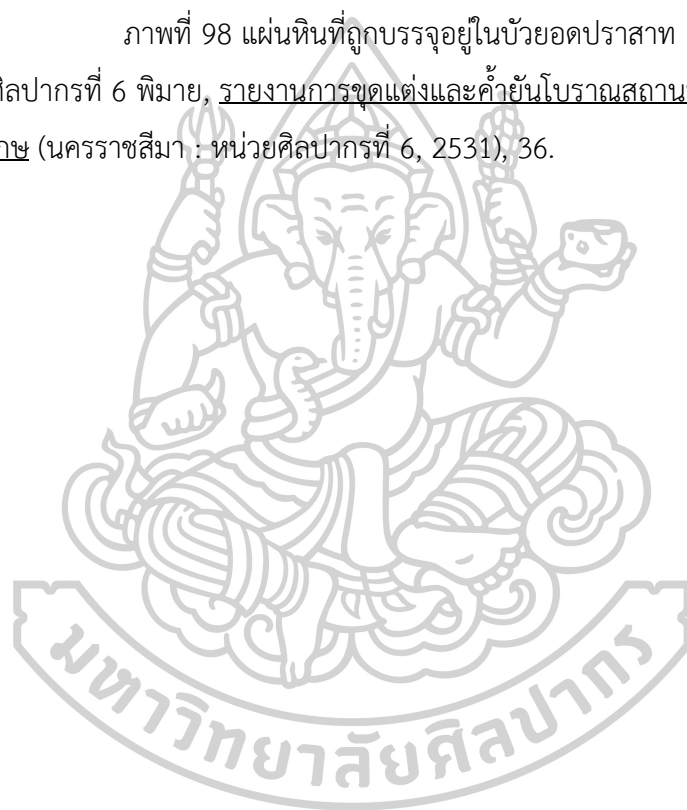 ภาพที่ 98 แผ่นหินที่ถูกบรรจุอยู่ในบัวยอดปราสาท
ศิลปากรที่ 6 พิมาย, รายงานการขุดแต่งและค้ำยันโบราณสถาน
(นครราชสีมา : หน่วยศิลปากรที่ 6, 2531), 36.
มหาวิทยาลัยศิลปากร